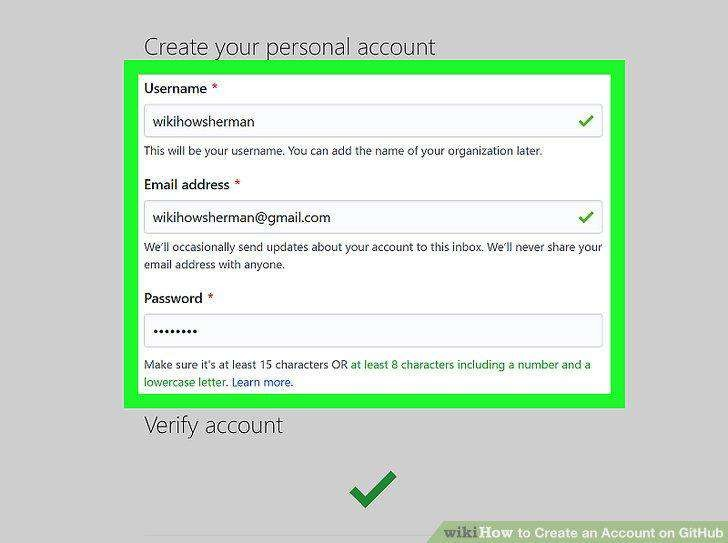 Create your personal account
Username *
wikihowsherman
This will be your username. You can add the name of your organization later.
Email address *
wikihowsherman@gmail.com
We'll occasionally send updates about your account to this inbox. We'll never share your
email address with anyone.
Password *
••••••••
Make sure it's at least 15 characters OR at least 8 characters including a number and a
lowercase letter. Learn more.
Verify account
wikiHow to Create an Account on GitHub